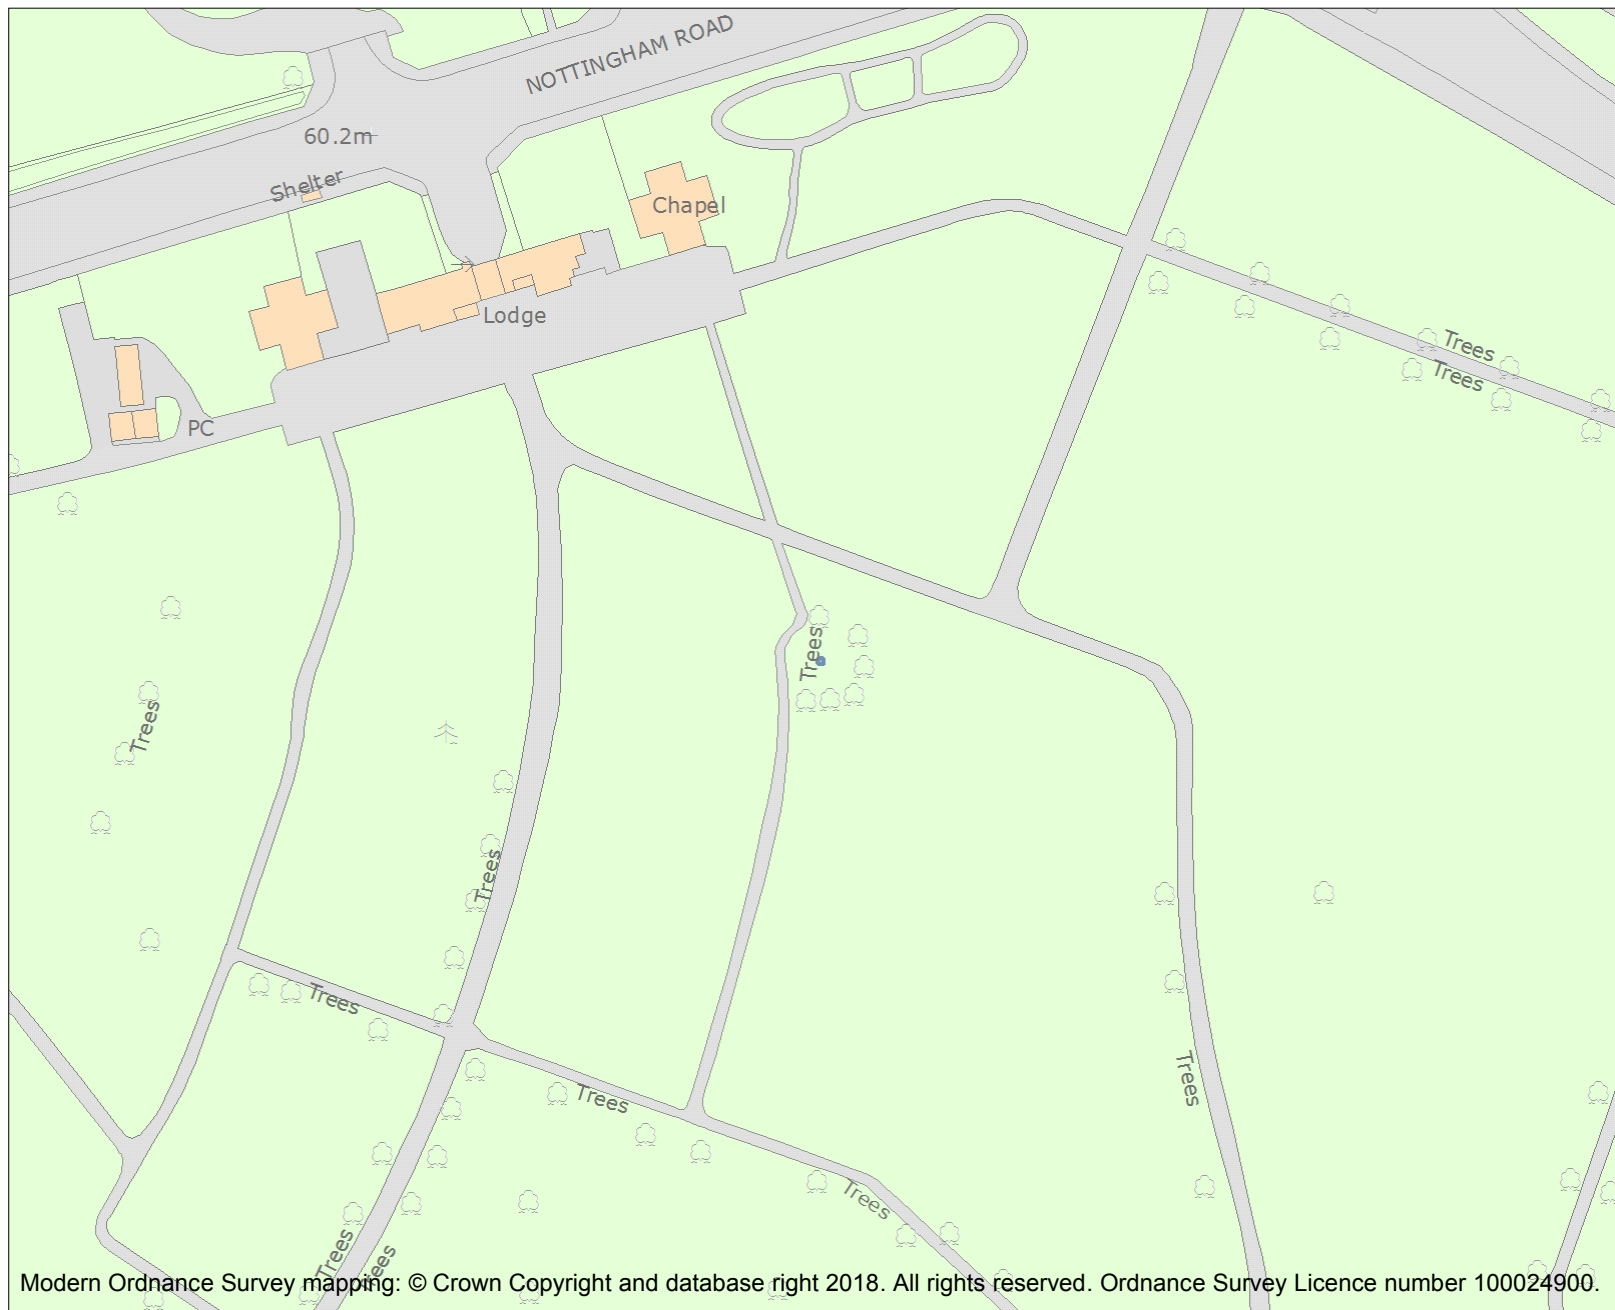 NOTTINGHAM ROAD
60.2m
Shelter
Chapel
Lodge
Trees
Trees
PC
Trees
Trees
Trees
Trees
Trees
Trees
Trees
Trees
Trees
Modern Ordnance Survey mapping: © Crown Copyright and database right 2018. All rights reserved. Ordnance Survey Licence number 100024900.